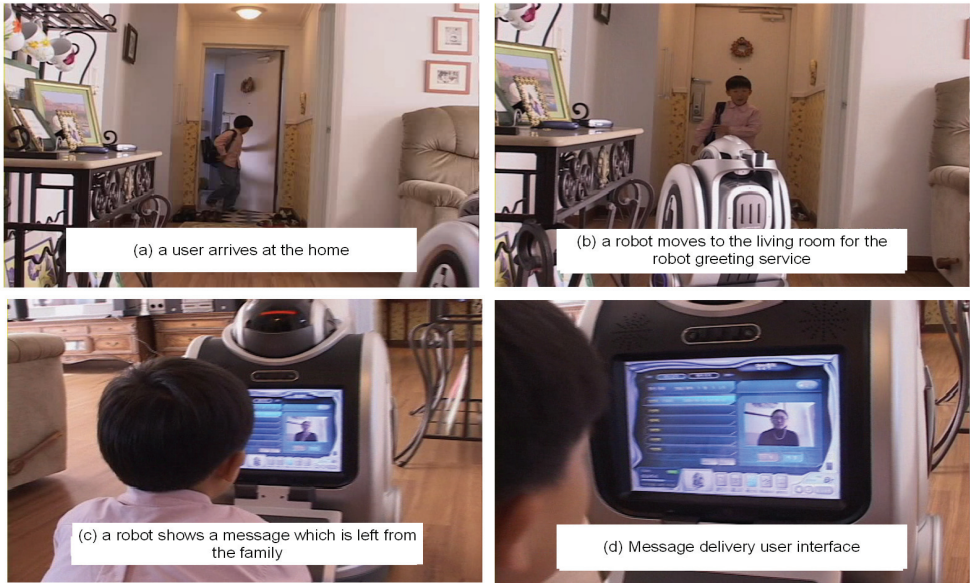 (a) a user arrives at the home
(b) a robot moves to the living room for the
robot greeting service
(c) a robot shows a message which is left from
the family
(d) Message delivery user interface